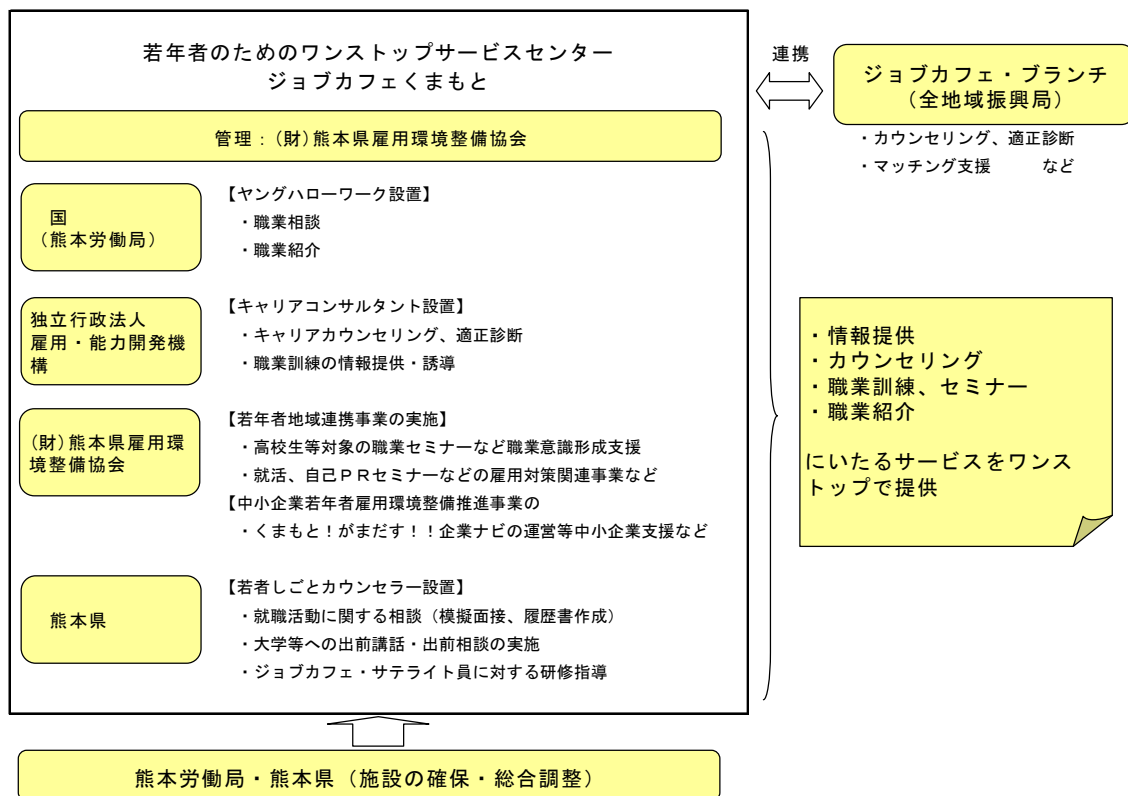 若年者のためのワンストップサービスセンター
ジョブカフェくまもと
管理：(財)熊本県雇用環境整備協会
国
(熊本労働局)
【ヤングハローワーク設置】
・職業相談
・職業紹介
独立行政法人
雇用・能力開発機
構
【キャリアコンサルタント設置】
・キャリアカウンセリング、適正診断
・職業訓練の情報提供・誘導
(財)熊本県雇用環
境整備協会
【若年者地域連携事業の実施】
・高校生等対象の職業セミナーなど職業意識形成支援
・就活、自己ＰＲセミナーなどの雇用対策関連事業など
【中小企業若年者雇用環境整備推進事業の
・くまもと！がまだす！！企業ナビの運営等中小企業支援など
熊本県
【若者しごとカウンセラー設置】
・就職活動に関する相談（模擬面接、履歴書作成）
・大学等への出前講話・出前相談の実施
・ジョブカフェ・サテライト員に対する研修指導
熊本労働局・熊本県（施設の確保・総合調整）
連携
ジョブカフェ・ブランチ
(全地域振興局)
・カウンセリング、適正診断
・マッチング支援　　　など
・情報提供
・カウンセリング
・職業訓練、セミナー
・職業紹介
にいたるサービスをワンス
トップで提供